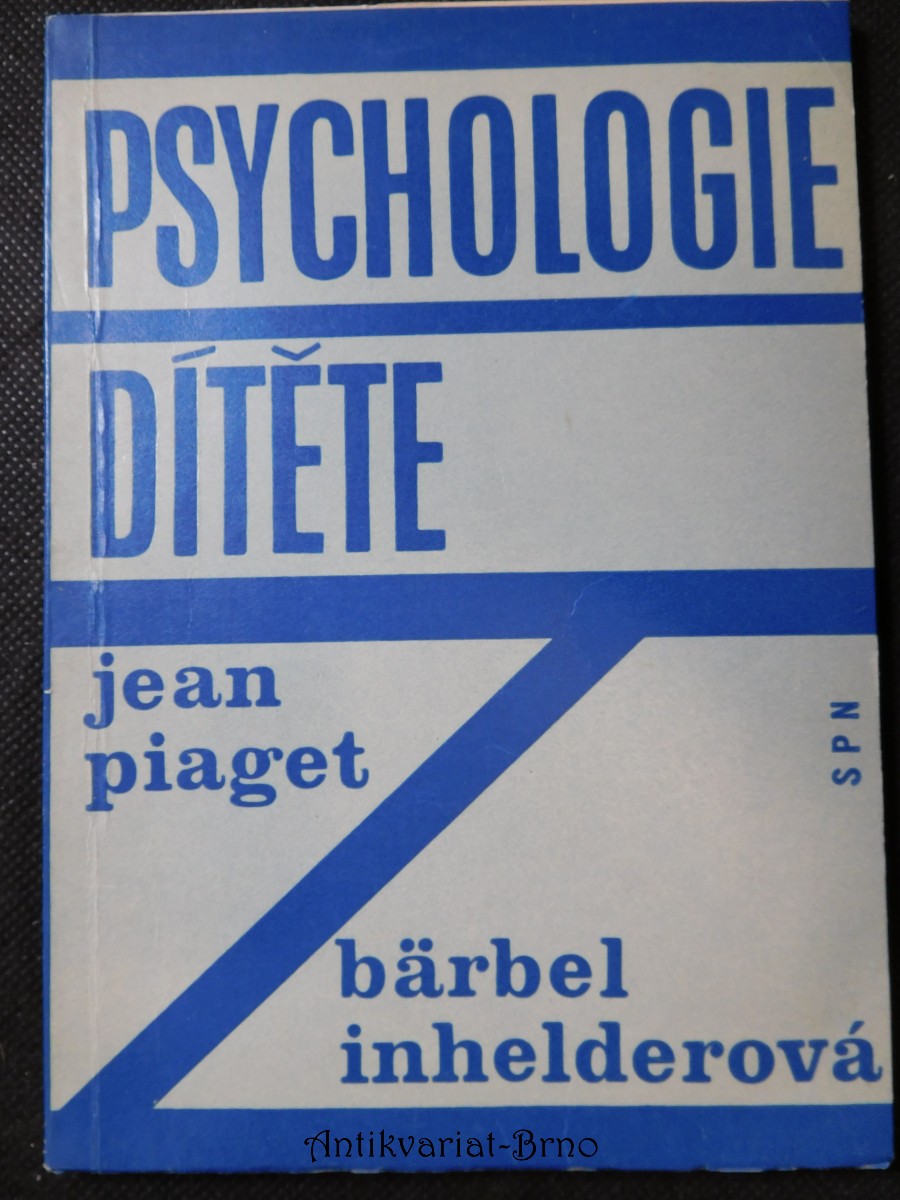 PSYCHOLOGIE
DÍTĚTE
jean
piaget
SPN
bärbel
inhelderová
Antikvariat-Brno